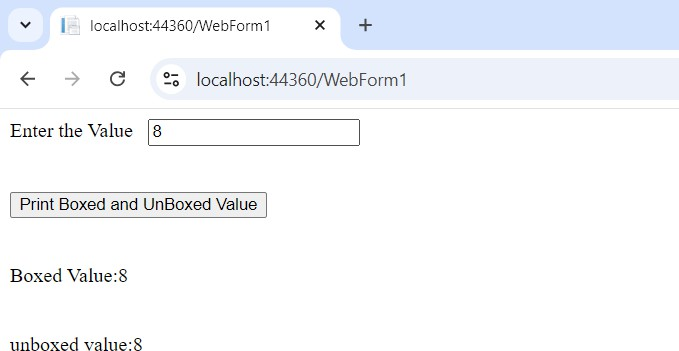 localhost:44360/WebForm1
localhost:44360/WebForm1
Enter the Value 8
Print Boxed and UnBoxed Value
Boxed Value:8
unboxed value:8